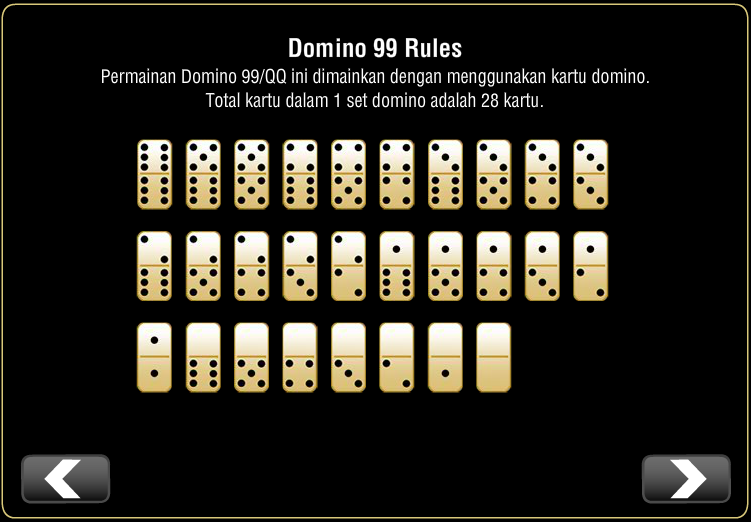 Domino 99 Rules
Permainan Domino 99/QQ ini dimainkan dengan menggunakan kartu domino.
Total kartu dalam 1 set domino adalah 28 kartu.